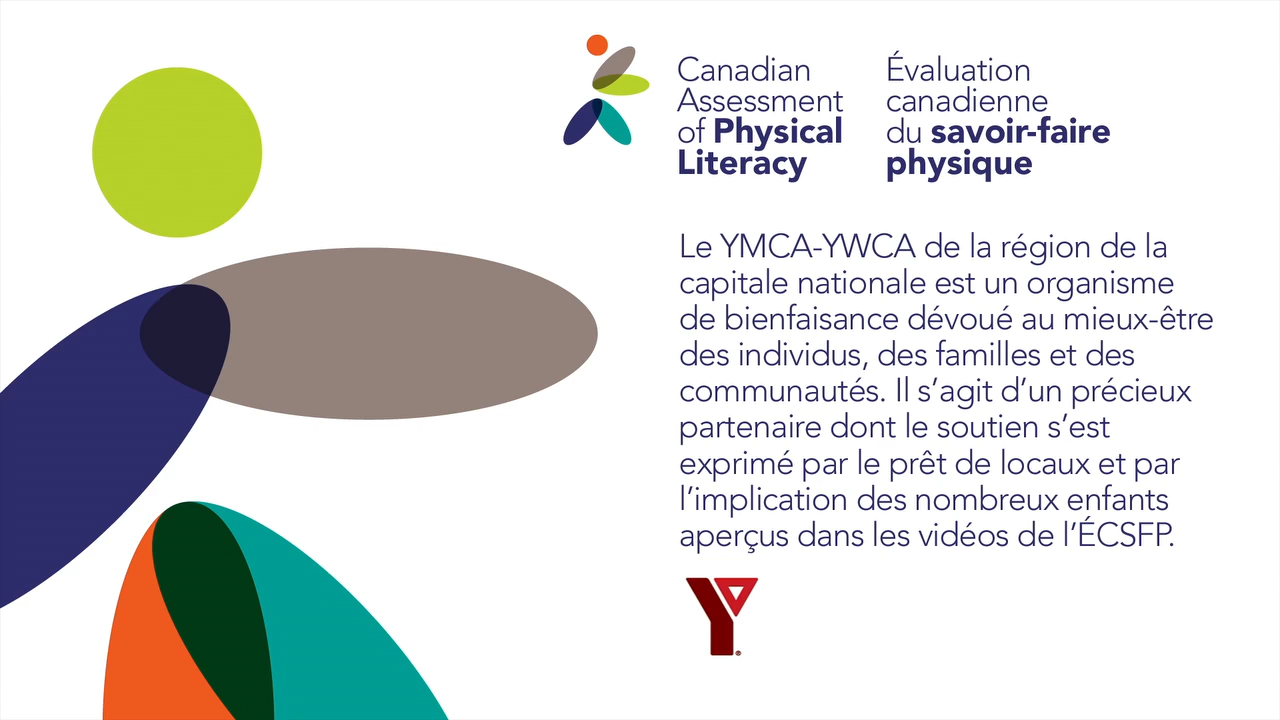 Canadian
Assessment
of Physical
Literacy
Évaluation
canadienne
du savoir-faire
physique
Le YMCA-YWCA de la région de la
capitale nationale est un organisme
de bienfaisance dévoué au mieux-être
des individus, des familles et des
communautés. Il s’agit d’un précieux
partenaire dont le soutien s’est
exprimé par le prêt de locaux et par
l’implication des nombreux enfants
aperçus dans les vidéos de l’ÉCSFP.
Y®